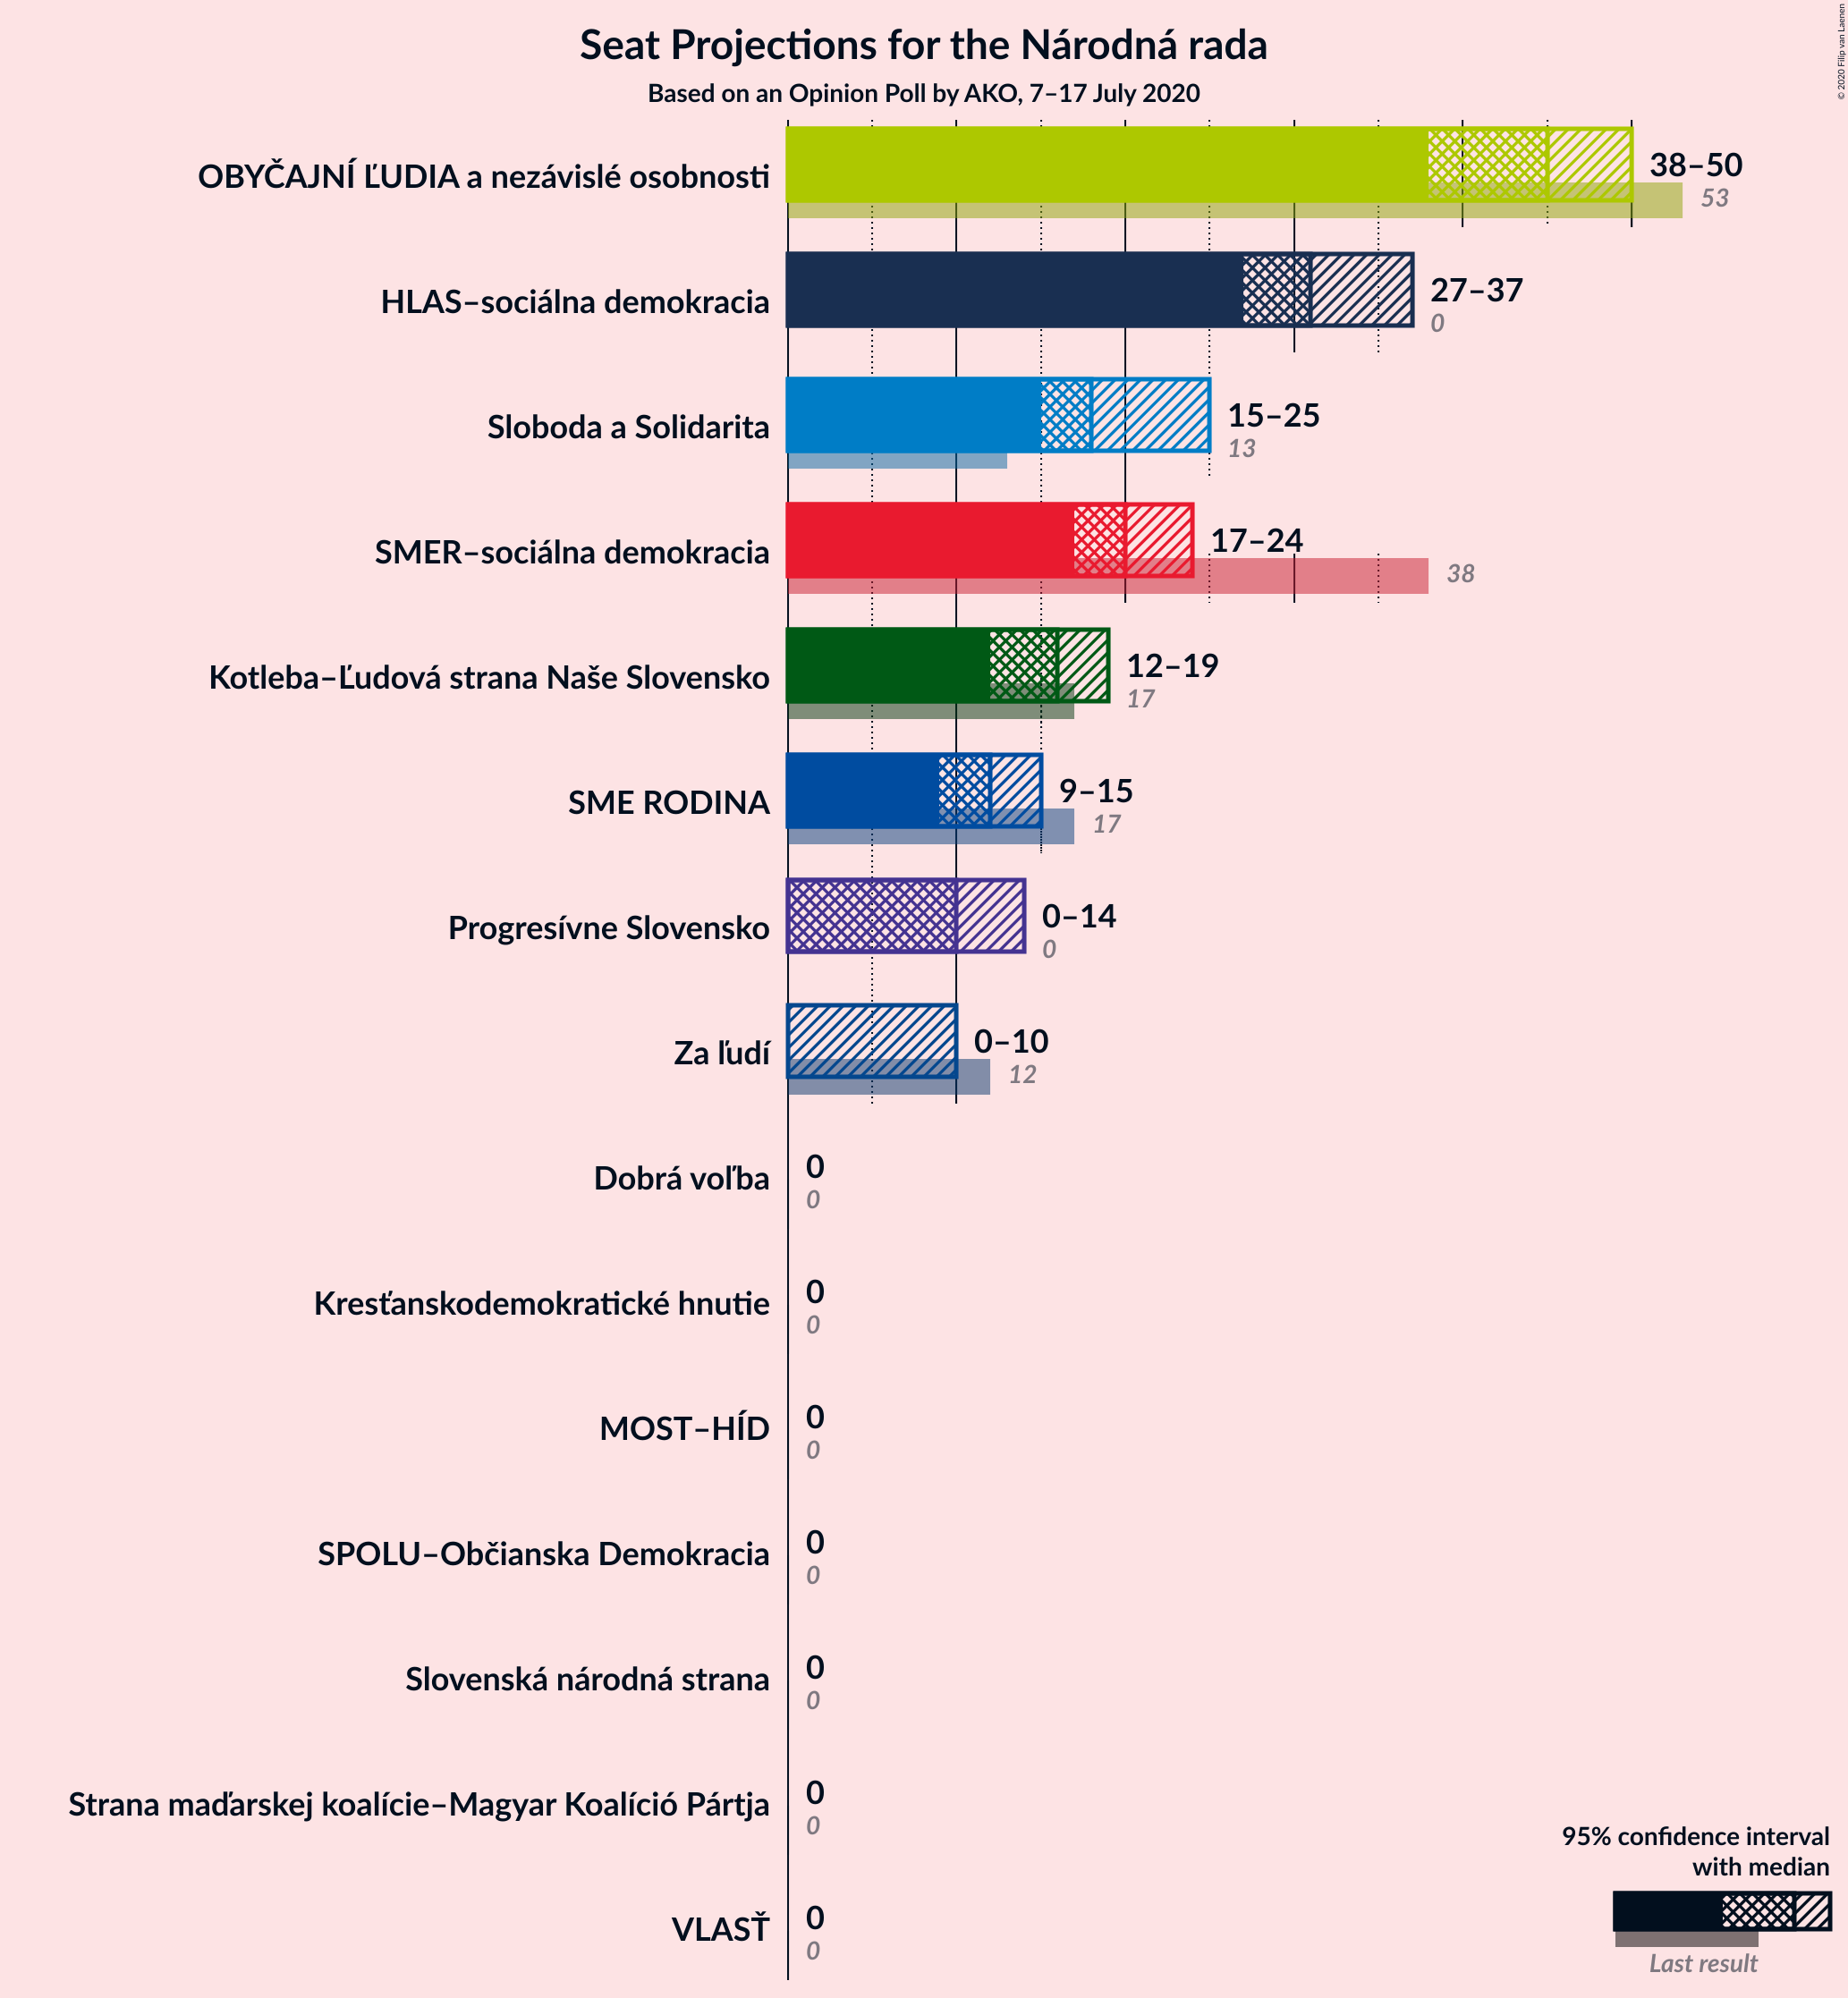 Seat Projections for the Národná rada
Based on an Opinion Poll by AKO, 7–17 July 2020
© 2020 Filip van Laenen
OBYČAJNÍ ĽUDIA a nezávislé osobnosti
38–50
53
HLAS–sociálna demokracia
27–37
0
Sloboda a Solidarita
15–25
13
SMER–sociálna demokracia
17–24
38
Kotleba–Ľudová strana Naše Slovensko
12–19
17
SME RODINA
9–15
17
Progresívne Slovensko
0–14
0
Za ľudí
0–10
12
Dobrá voľba
0
0
Kresťanskodemokratické hnutie
0
0
MOST–HÍD
0
0
SPOLU–Občianska Demokracia
0
0
Slovenská národná strana
0
0
Strana maďarskej koalície–Magyar Koalíció Pártja
0
0
VLASŤ
0
0
95% confidence interval
with median
Last result